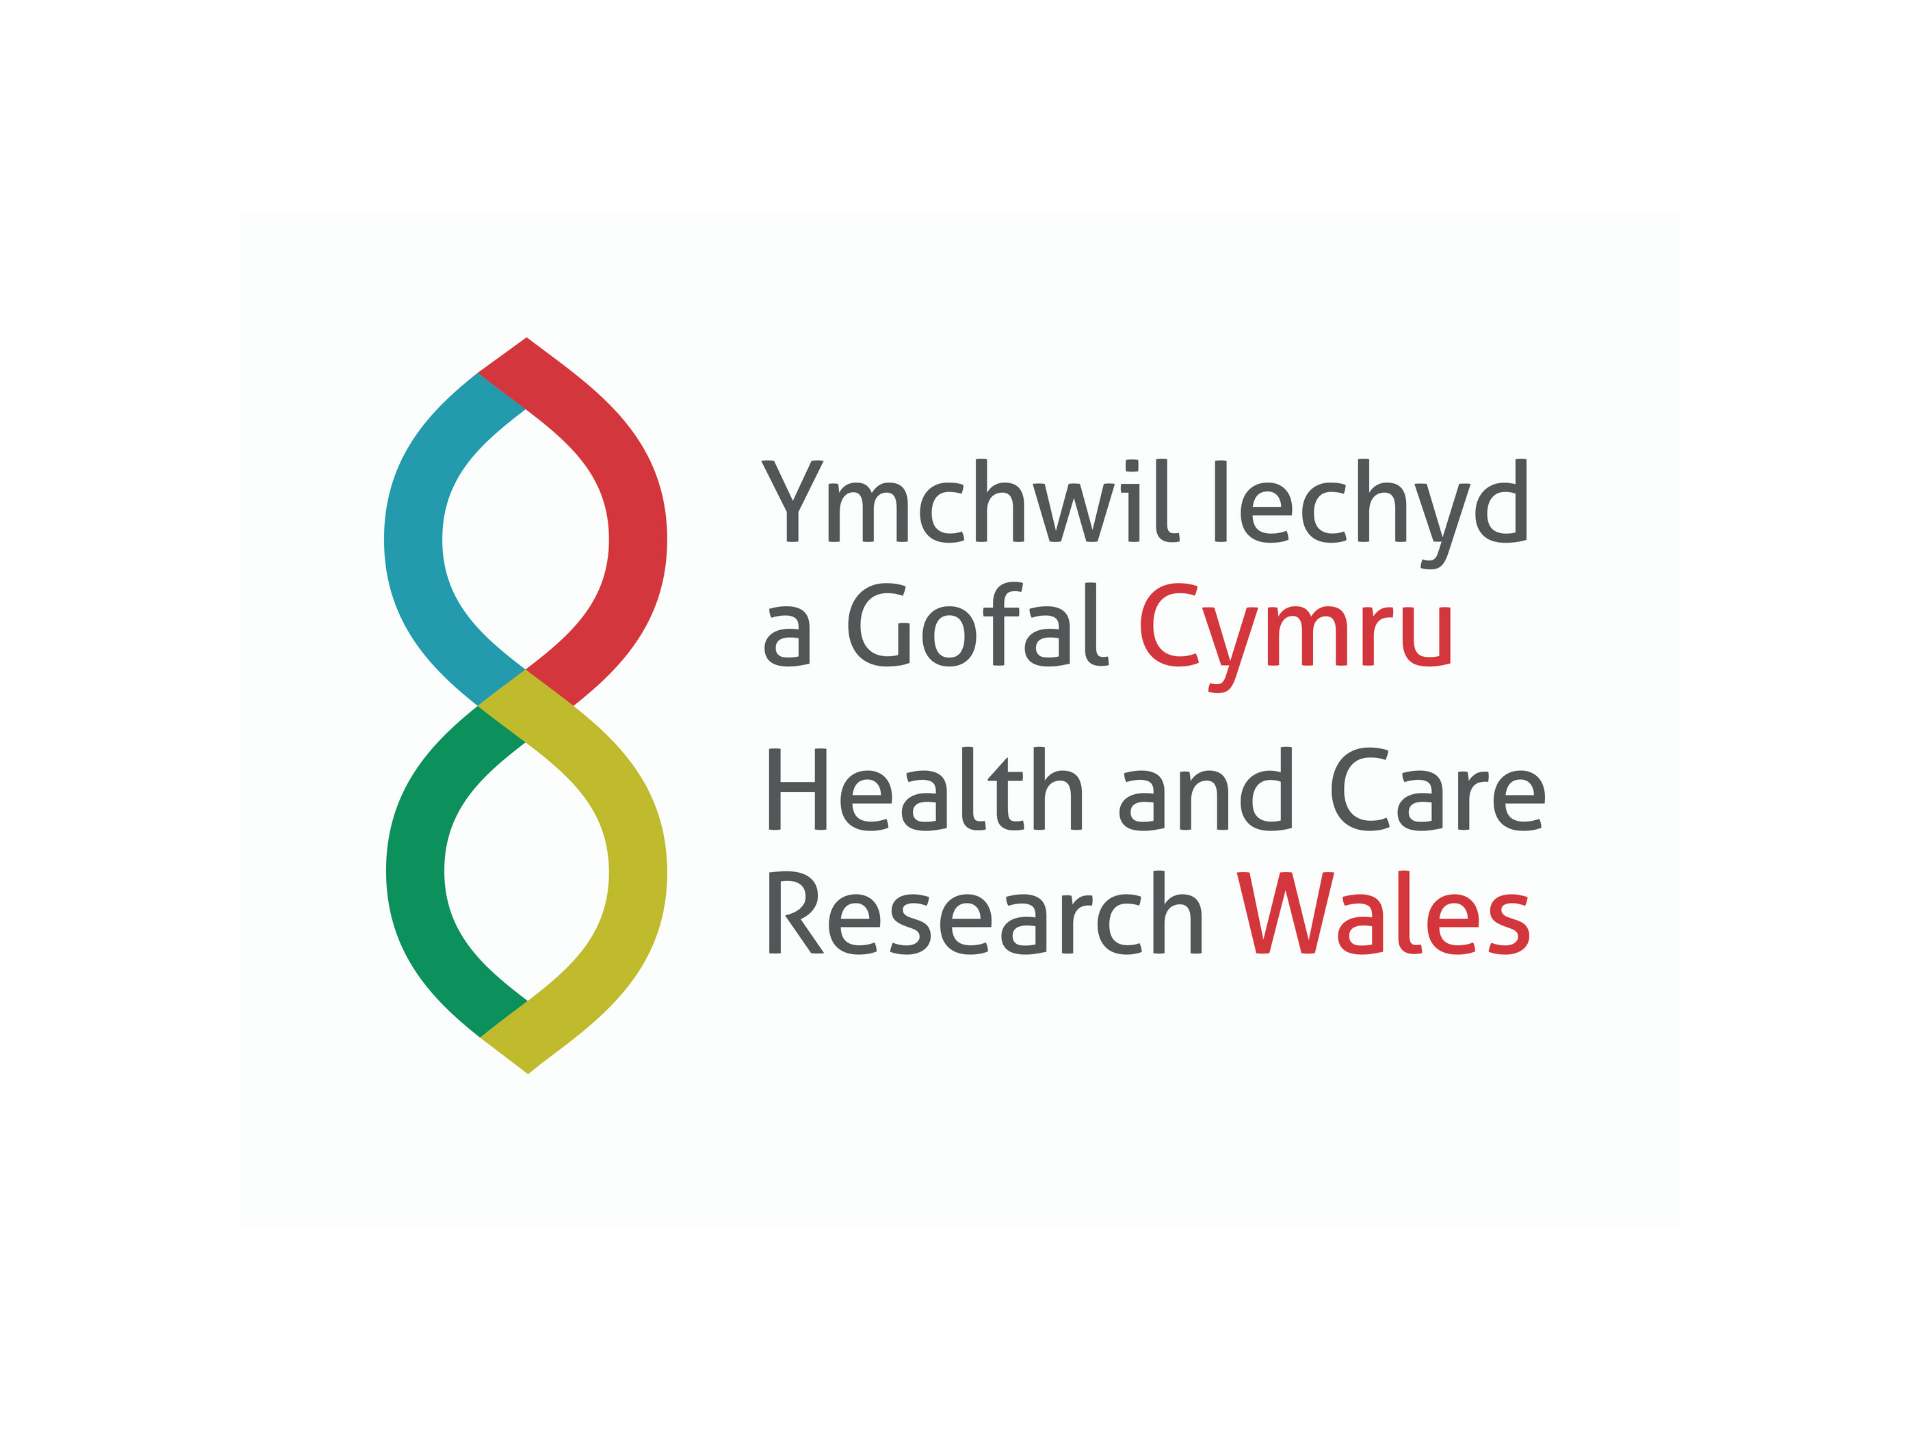 Ymchwil Iechyd
a Gofal Cymru
Health and Care
Research Wales